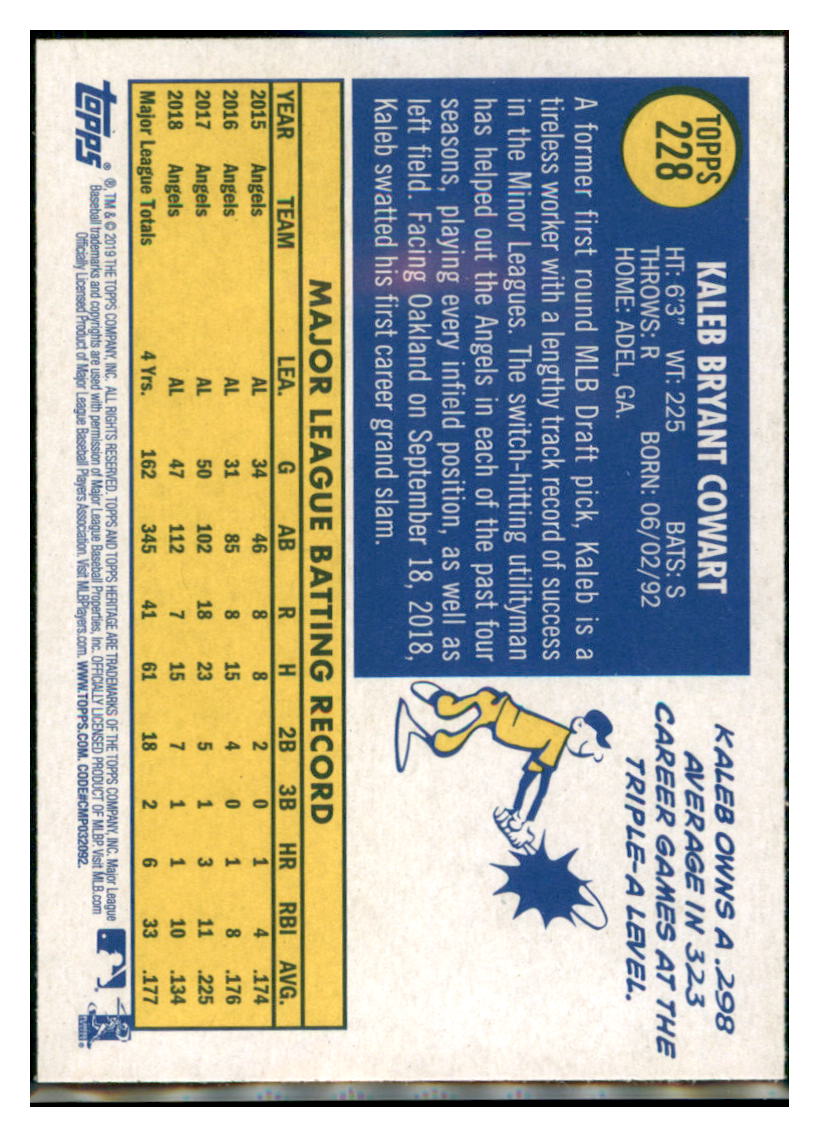 TOPPS
228
KALEB BRYANT COWART
HT: 6'3" WT: 225 BATS: S
THROWS: R BORN: 06/02/92
HOME: ADEL, GA.
A former first round MLB Draft pick, Kaleb is a
tireless worker with a lengthy track record of success
in the Minor Leagues. The switch-hitting utilityman
has helped out the Angels in each of the past four
seasons, playing every infield position, as well as
left field. Facing Oakland on September 18, 2018,
Kaleb swatted his first career grand slam.
KALEB OWNS A .298
AVERAGE IN 323
CAREER GAMES AT THE
TRIPLE-A LEVEL.
MAJOR LEAGUE BATTING RECORD
YEAR TEAM LEA. G AB R H 2B 3B HR RBI AVG.
2015 Angels AL 34 46 8 8 2 0 1 4 .174
2016 Angels AL 31 85 8 15 4 0 1 8 .176
2017 Angels AL 50 102 18 23 5 1 3 11 .225
2018 Angels AL 47 112 7 15 7 1 1 10 .134
Major League Totals 4 Yrs. 162 345 41 61 18 2 6 33 .177
topps®
®, TM & © 2019 THE TOPPS COMPANY, INC. ALL RIGHTS RESERVED. TOPPS AND TOPPS HERITAGE ARE TRADEMARKS OF THE TOPPS COMPANY, INC. Major League
Baseball trademarks and copyrights are used with permission of Major League Baseball Properties, Inc. OFFICIALLY LICENSED PRODUCT OF MLBP. Visit MLB.com
Officially Licensed Product of Major League Baseball Players Association. Visit MLBPlayers.com. WWW.TOPPS.COM. CODE#CMP032092.